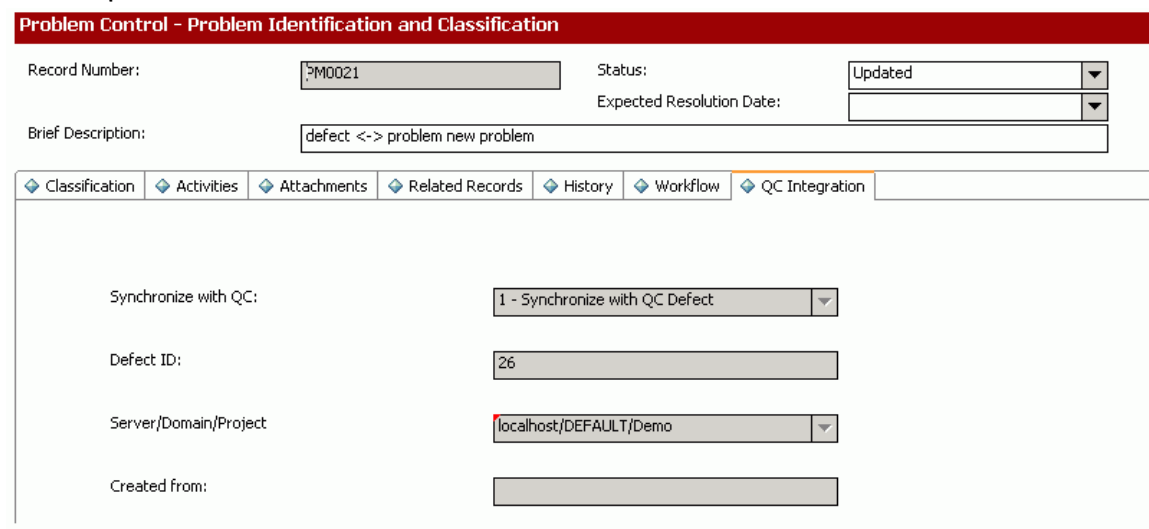 Problem Control - Problem Identification and Classification
Record Number: PM0021 Status: Updated
Expected Resolution Date:
Brief Description: defect <-> problem new problem
Classification Activities Attachments Related Records History Workflow QC Integration
Synchronize with QC: 1 - Synchronize with QC Defect
Defect ID: 26
Server/Domain/Project localhost/DEFAULT/Demo
Created from: